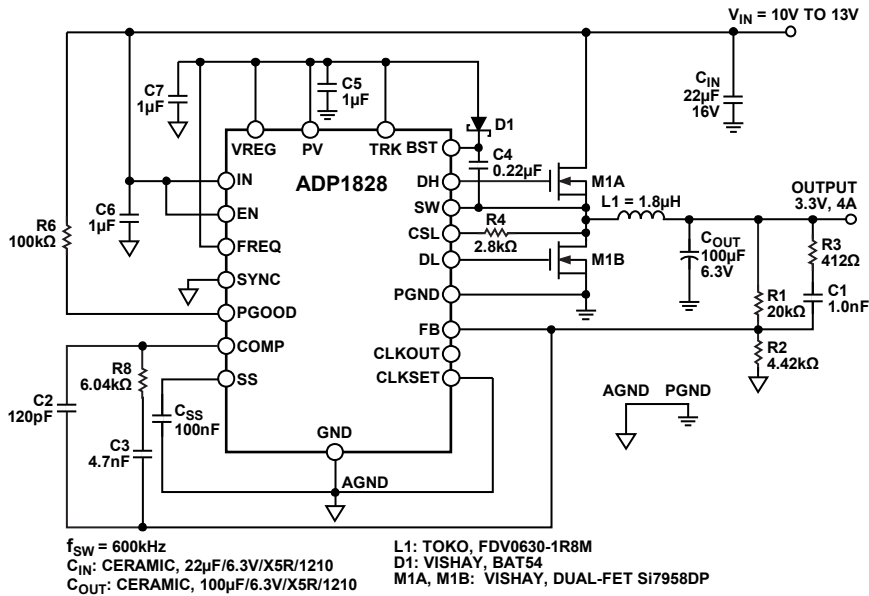 V_IN = 10V TO 13V
C7
1µF
C5
1µF
C_IN
22µF
16V
D1
VREG
PV
TRK
BST
C4
0.22µF
ADP1828
IN
DH
M1A
OUTPUT
3.3V, 4A
L1 = 1.8µH
R6
100kΩ
C6
1µF
EN
SW
FREQ
CSL
R4
2.8kΩ
C_OUT
100µF
6.3V
R3
412Ω
SYNC
DL
M1B
R1
20kΩ
C1
1.0nF
PGOOD
PGND
FB
COMP
CLKOUT
R2
4.42kΩ
R8
6.04kΩ
SS
CLKSET
C2
120pF
C_SS
100nF
AGND
PGND
C3
4.7nF
GND
AGND
f_SW = 600kHz
C_IN: CERAMIC, 22µF/6.3V/X5R/1210
C_OUT: CERAMIC, 100µF/6.3V/X5R/1210
L1: TOKO, FDV0630-1R8M
D1: VISHAY, BAT54
M1A, M1B: VISHAY, DUAL-FET Si7958DP